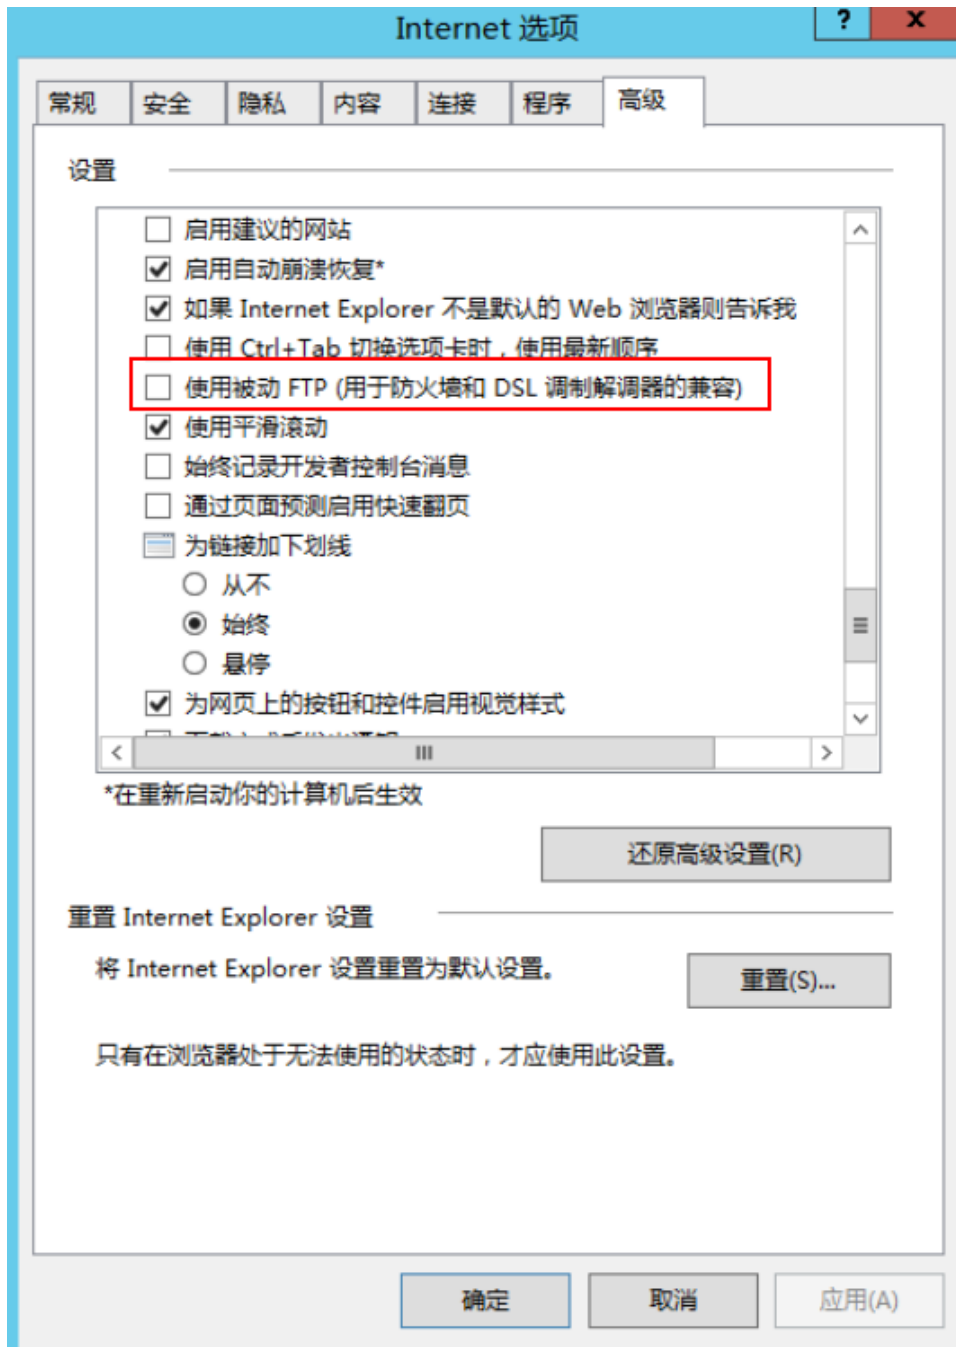 Internet 选项
?
x
常规
安全
隐私
内容
连接
程序
高级
设置
启用建议的网站
启用自动崩溃恢复*
如果 Internet Explorer 不是默认的 Web 浏览器则告诉我
使用 Ctrl+Tab 切换选项卡时，使用最新顺序
使用被动 FTP (用于防火墙和 DSL 调制解调器的兼容)
使用平滑滚动
始终记录开发者控制台消息
通过页面预测启用快速翻页
为链接加下划线
从不
始终
悬停
为网页上的按钮和控件启用视觉样式
*在重新启动你的计算机后生效
还原高级设置(R)
重置 Internet Explorer 设置
将 Internet Explorer 设置重置为默认设置。
重置(S)...
只有在浏览器处于无法使用的状态时，才应使用此设置。
确定
取消
应用(A)